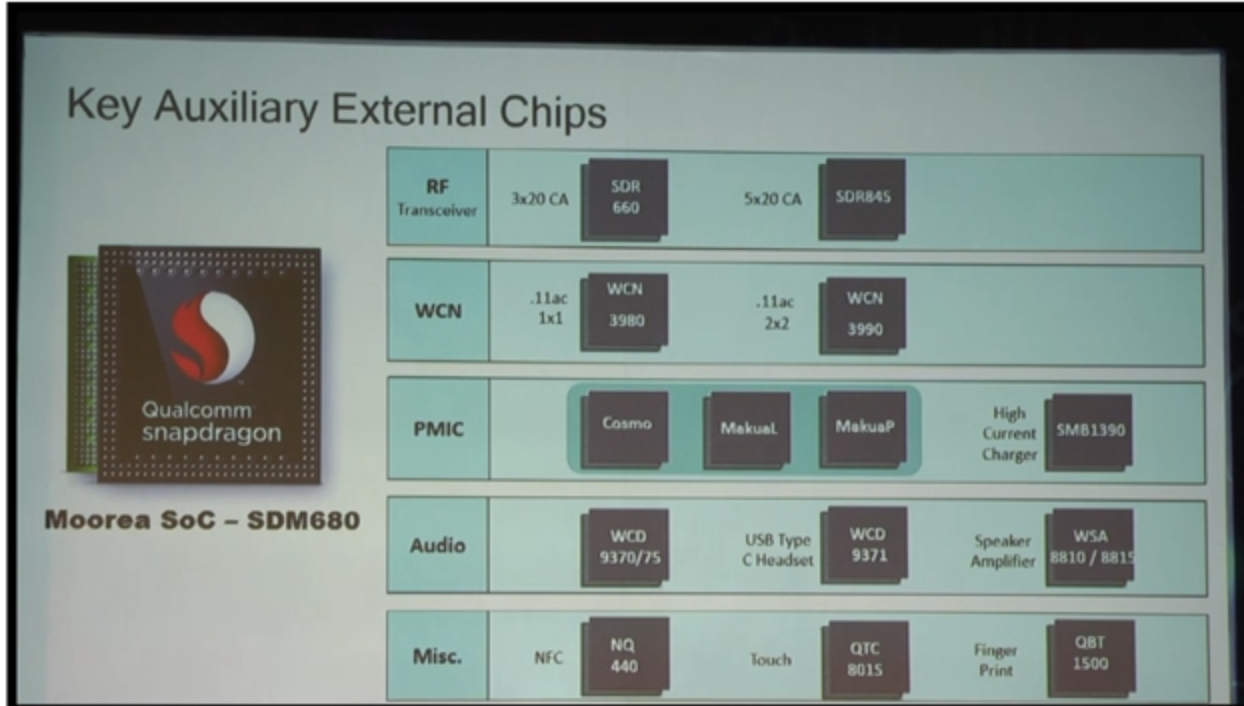 Key Auxiliary External Chips
Qualcomm
snapdragon
Moorea SoC – SDM680
RF
Transceiver
3x20 CA
SDR
660
5x20 CA
SDR845
WCN
.11ac
1x1
WCN
3980
.11ac
2x2
WCN
3990
PMIC
Cosmo
MakuaL
MakuaP
High
Current
Charger
SMB1390
Audio
WCD
9370/75
USB Type
C Headset
WCD
9371
Speaker
Amplifier
WSA
8810 / 8815
Misc.
NFC
NQ
440
Touch
QTC
801S
Finger
Print
QBT
1500